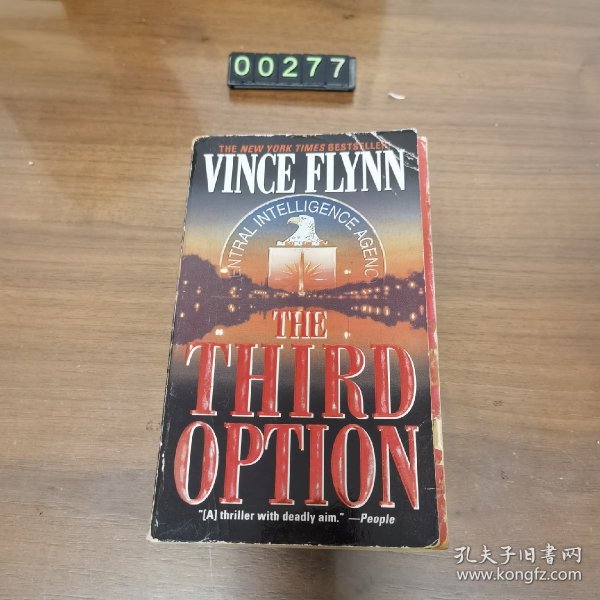 00277
THE NEW YORK TIMES BESTSELLER
VINCE FLYNN
CENTRAL INTELLIGENCE AGENCY
THE
THIRD
OPTION
"[A] thriller with deadly aim." —People
孔夫子旧书网
www.kongfz.com